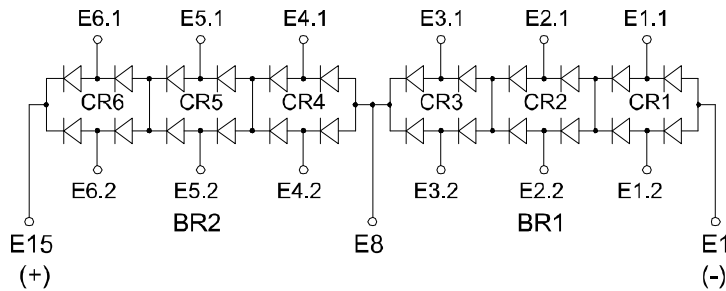 E6.1 E5.1 E4.1 E3.1 E2.1 E1.1
CR6 CR5 CR4 CR3 CR2 CR1
E6.2 E5.2 E4.2 E3.2 E2.2 E1.2
BR2 BR1
E15 E8 E1
(+) (-)